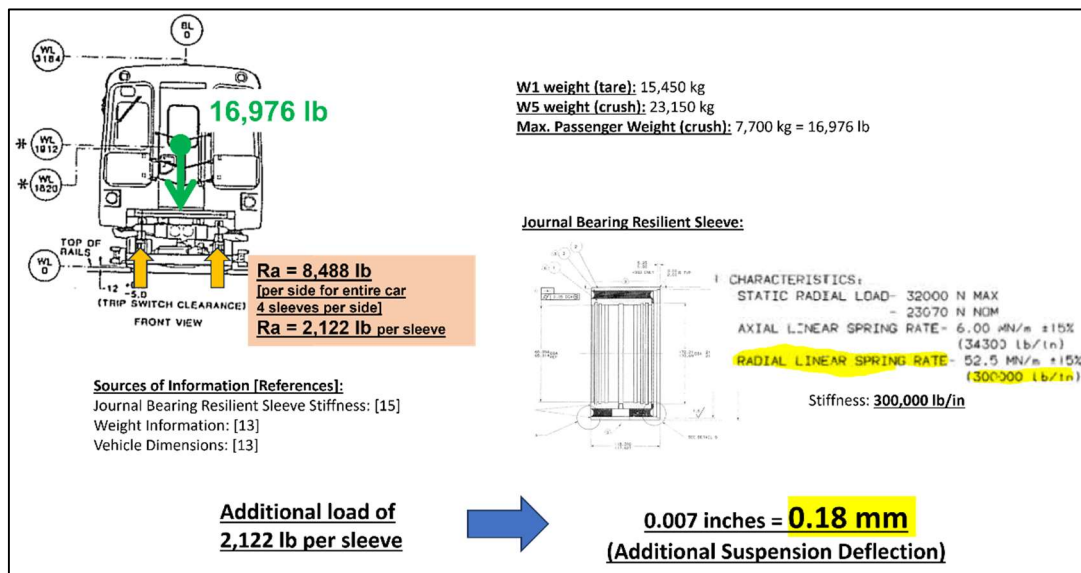 BL
0
WL
3184
16,976 lb
* WL
1912
* WL
1820
TOP OF
RAILS
WL
0
-12
-5.0
(TRIP SWITCH CLEARANCE)
FRONT VIEW
Ra = 8,488 lb
[per side for entire car
4 sleeves per side]
Ra = 2,122 lb per sleeve
W1 weight (tare): 15,450 kg
W5 weight (crush): 23,150 kg
Max. Passenger Weight (crush): 7,700 kg = 16,976 lb
Journal Bearing Resilient Sleeve:
CHARACTERISTICS:
STATIC RADIAL LOAD- 32000 N MAX
- 23070 N NOM
AXIAL LINEAR SPRING RATE- 6.00 MN/m ±15%
(34300 lb/in)
RADIAL LINEAR SPRING RATE- 52.5 MN/m ±15%
(300000 lb/in)
Stiffness: 300,000 lb/in
Sources of Information [References]:
Journal Bearing Resilient Sleeve Stiffness: [15]
Weight Information: [13]
Vehicle Dimensions: [13]
Additional load of
2,122 lb per sleeve
0.007 inches = 0.18 mm
(Additional Suspension Deflection)